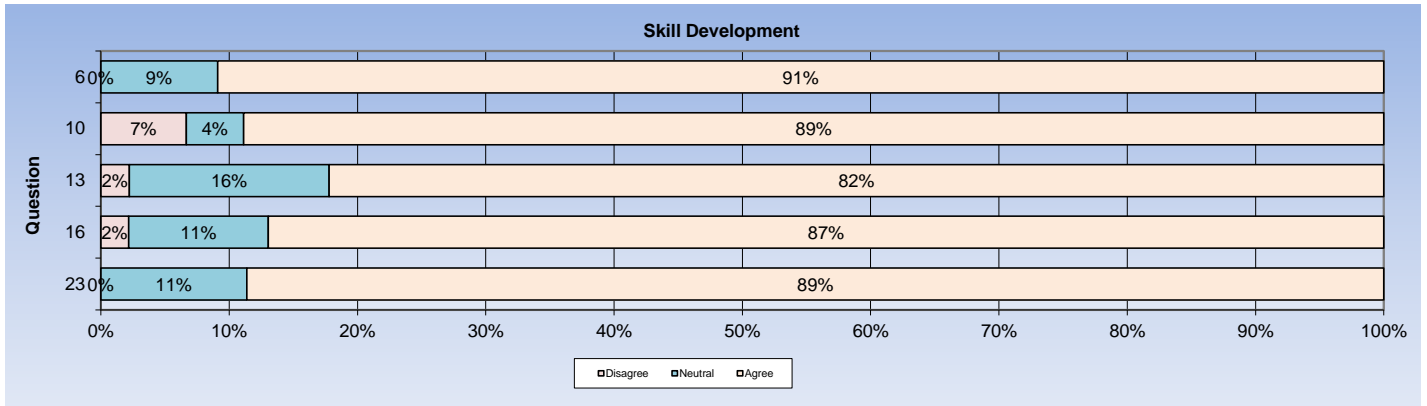 Skill Development
6 0% 9% 91%
10 7% 4% 89%
13 2% 16% 82%
16 2% 11% 87%
23 0% 11% 89%
Question
0% 10% 20% 30% 40% 50% 60% 70% 80% 90% 100%
Disagree Neutral Agree